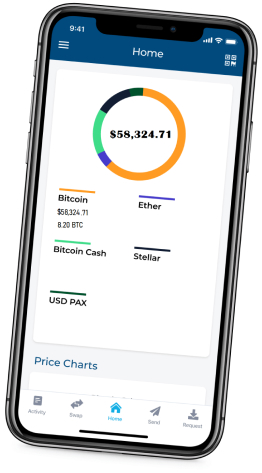 9:41
Home
$58,324.71
Bitcoin
$58,324.71
8.20 BTC
Ether
Bitcoin Cash
Stellar
USD PAX
Price Charts
Activity
Swap
Home
Send
Request